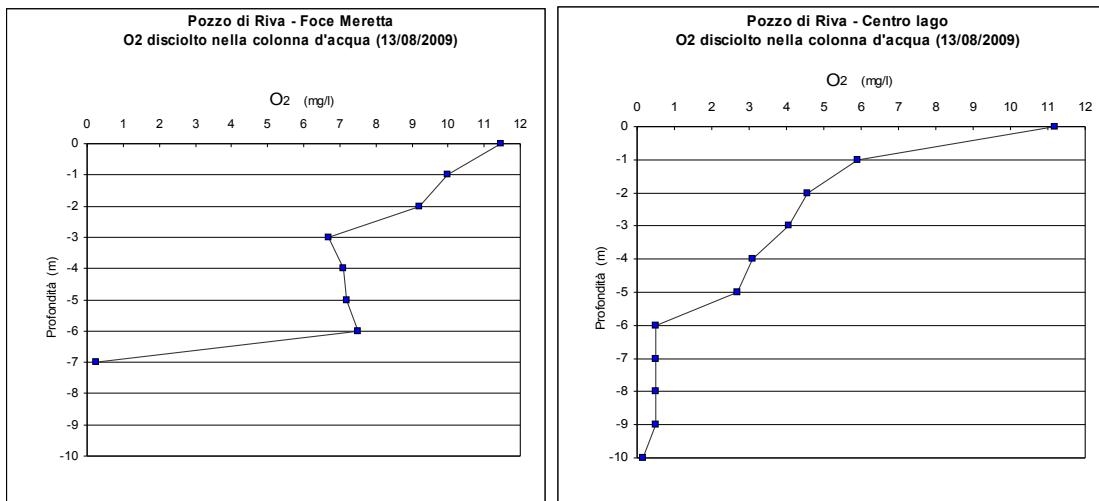 Pozzo di Riva - Foce Meretta
O2 disciolto nella colonna d'acqua (13/08/2009)
O2 (mg/l)
0 1 2 3 4 5 6 7 8 9 10 11 12
Profondità (m)
0
-1
-2
-3
-4
-5
-6
-7
-8
-9
-10
Pozzo di Riva - Centro lago
O2 disciolto nella colonna d'acqua (13/08/2009)
O2 (mg/l)
0 1 2 3 4 5 6 7 8 9 10 11 12
Profondità (m)
0
-1
-2
-3
-4
-5
-6
-7
-8
-9
-10